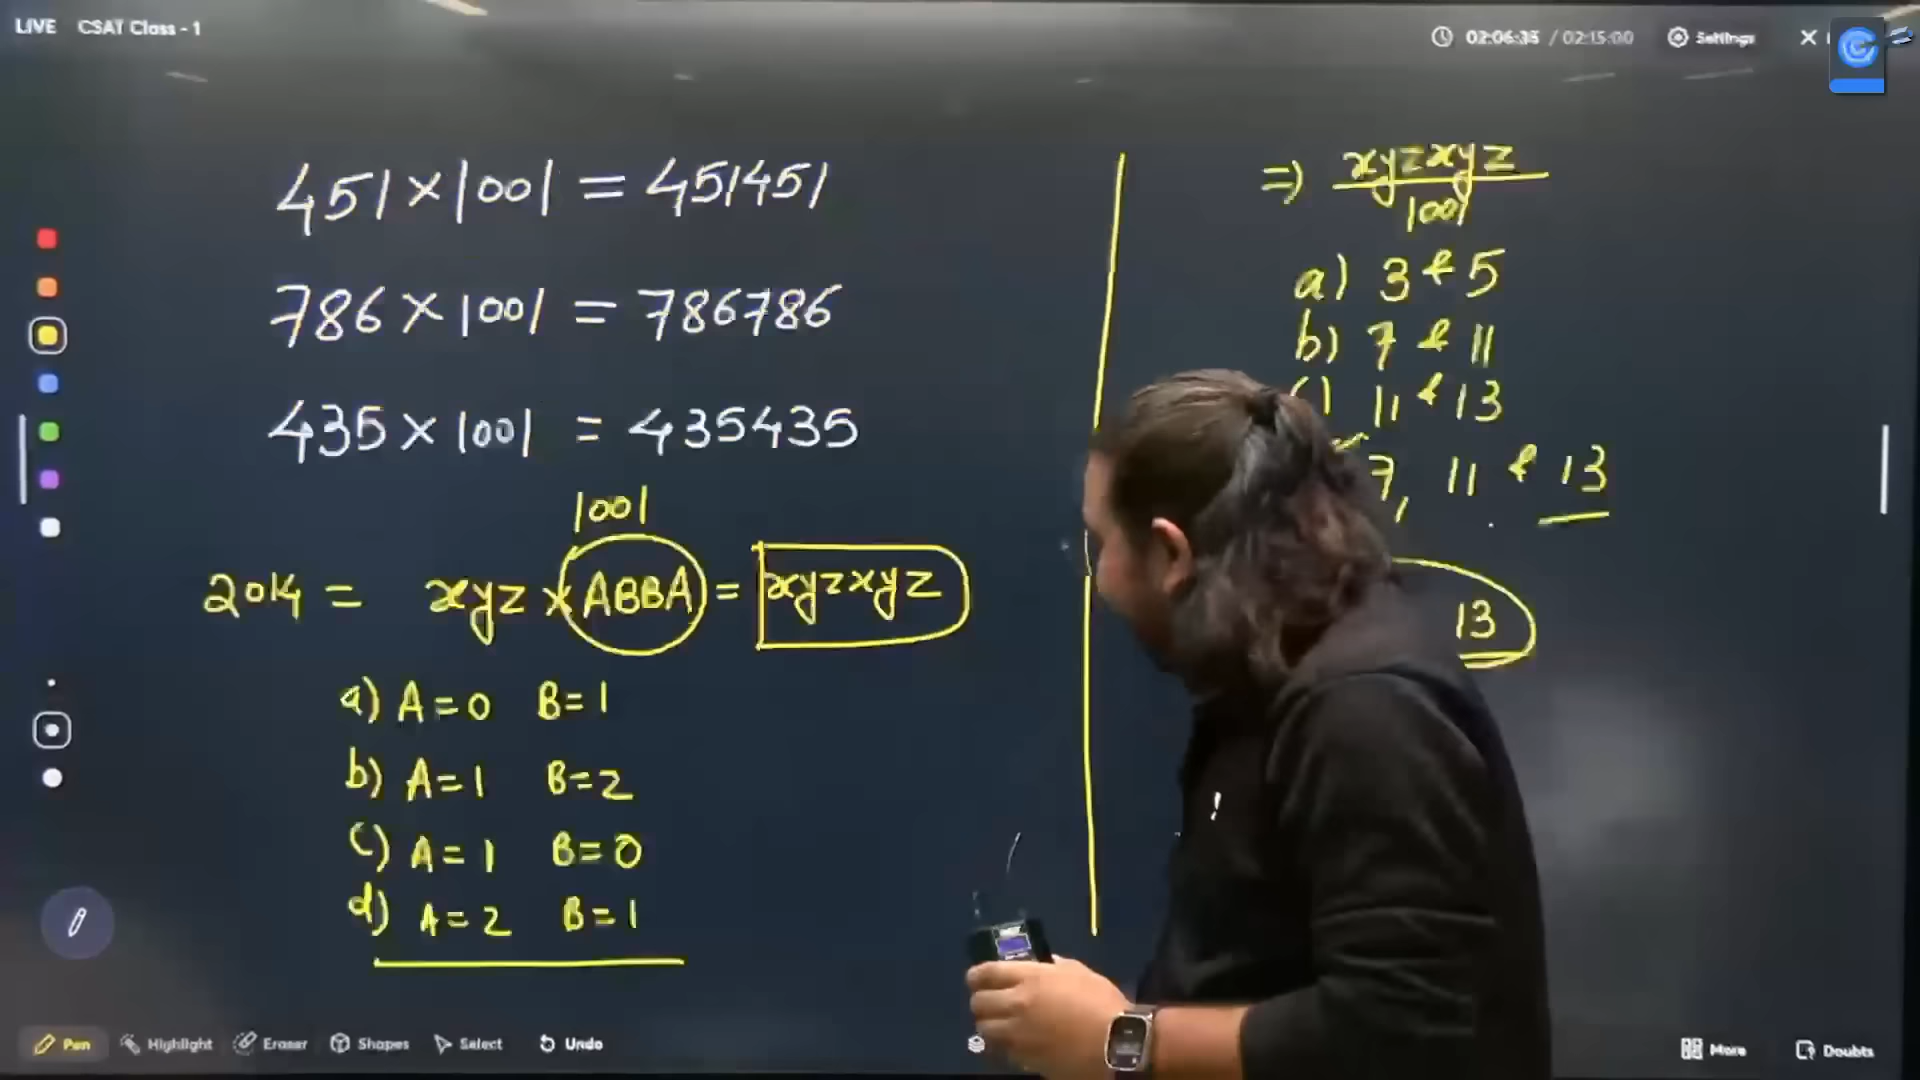 LIVE CSAT Class - 1
02:06:35 / 02:15:00 Settings
451 × 1001 = 451451
786 × 1001 = 786786
435 × 1001 = 435435
1001
2014 = xyz × ABBA = xyzxyz
a) A = 0 B = 1
b) A = 1 B = 2
c) A = 1 B = 0
d) A = 2 B = 1
⇒ xyzxyz
1001
a) 3 & 5
b) 7 & 11
c) 11 & 13
7, 11 & 13
13
Pen Highlight Eraser Shapes Select Undo
More Doubts